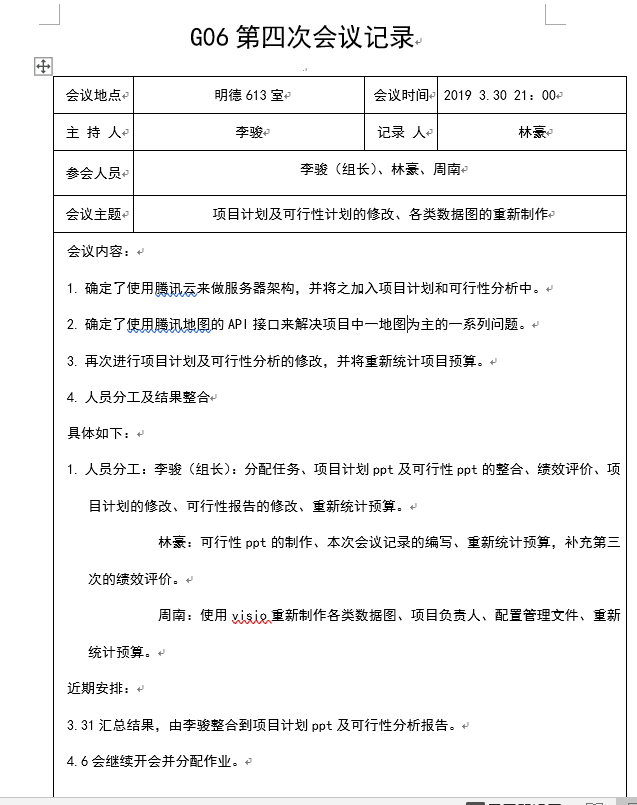 G06 第四次会议记录
会议地点 明德 613 室 会议时间 2019 3.30 21：00
主 持 人 李骏 记录 人 林豪
参会人员 李骏（组长）、林豪、周南
会议主题 项目计划及可行性计划的修改、各类数据图的重新制作
会议内容：
1. 确定了使用腾讯云来做服务器架构，并将之加入项目计划和可行性分析中。
2. 确定了使用腾讯地图的 API 接口来解决项目中一地图为主的一系列问题。
3. 再次进行项目计划及可行性分析的修改，并将重新统计项目预算。
4. 人员分工及结果整合
具体如下：
1. 人员分工：李骏（组长）：分配任务、项目计划 ppt 及可行性 ppt 的整合、绩效评价、项
目计划的修改、可行性报告的修改、重新统计预算。
林豪：可行性 ppt 的制作、本次会议记录的编写、重新统计预算，补充第三
次的绩效评价。
周南：使用 visio 重新制作各类数据图、项目负责人、配置管理文件、重新
统计预算。
近期安排：
3.31 汇总结果，由李骏整合到项目计划 ppt 及可行性分析报告。
4.6 会继续开会并分配作业。